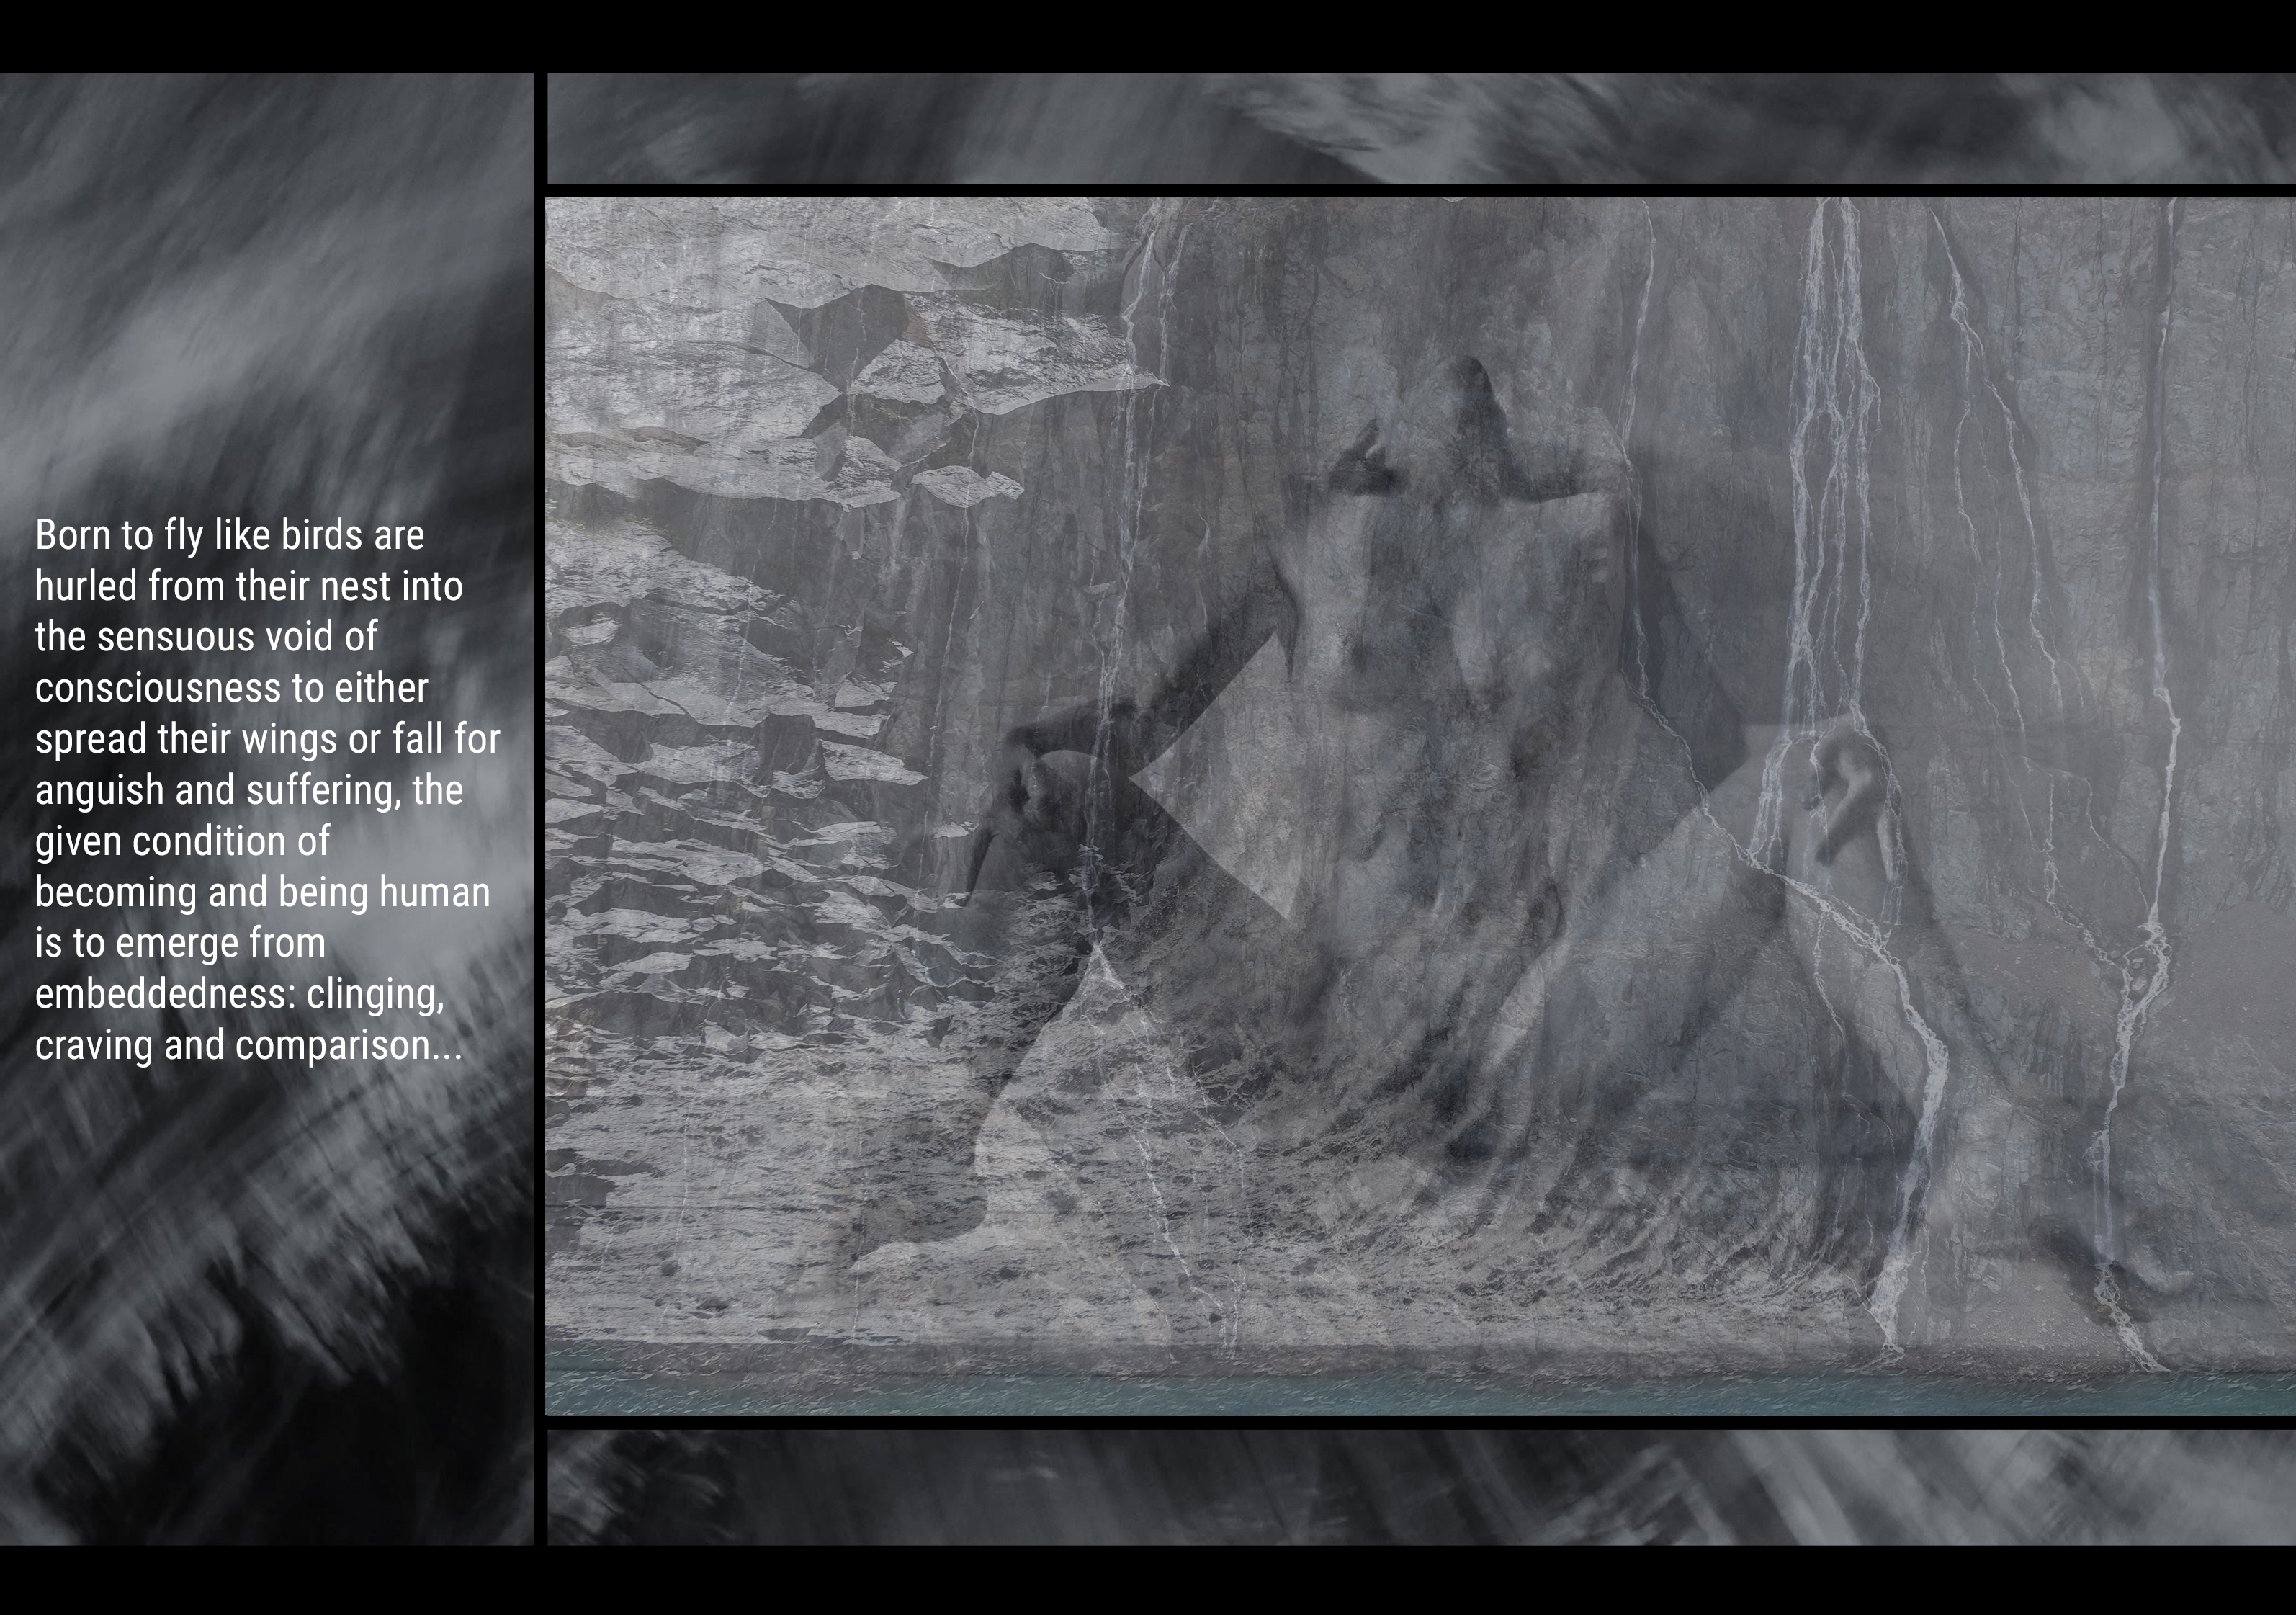 Born to fly like birds are
hurled from their nest into
the sensuous void of
consciousness to either
spread their wings or fall for
anguish and suffering, the
given condition of
becoming and being human
is to emerge from
embeddedness: clinging,
craving and comparison...